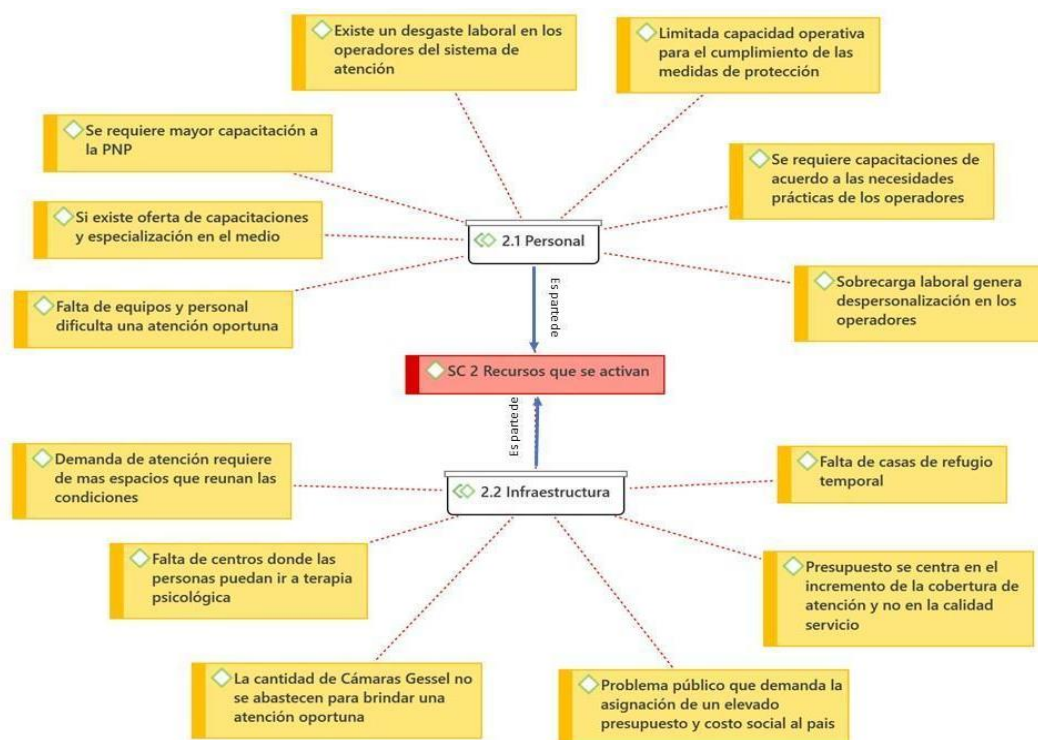 Existe un desgaste laboral en los
operadores del sistema de
atención
Limitada capacidad operativa
para el cumplimiento de las
medidas de protección
Se requiere mayor capacitación a
la PNP
Se requiere capacitaciones de
acuerdo a las necesidades
prácticas de los operadores
Si existe oferta de capacitaciones
y especialización en el medio
2.1 Personal
Falta de equipos y personal
dificulta una atención oportuna
Sobrecarga laboral genera
despersonalización en los
operadores
Es parte de
SC 2 Recursos que se activan
Es parte de
Demanda de atención requiere
de mas espacios que reunan las
condiciones
Falta de casas de refugio
temporal
2.2 Infraestructura
Falta de centros donde las
personas puedan ir a terapia
psicológica
Presupuesto se centra en el
incremento de la cobertura de
atención y no en la calidad
servicio
La cantidad de Cámaras Gessel no
se abastecen para brindar una
atención oportuna
Problema público que demanda la
asignación de un elevado
presupuesto y costo social al pais